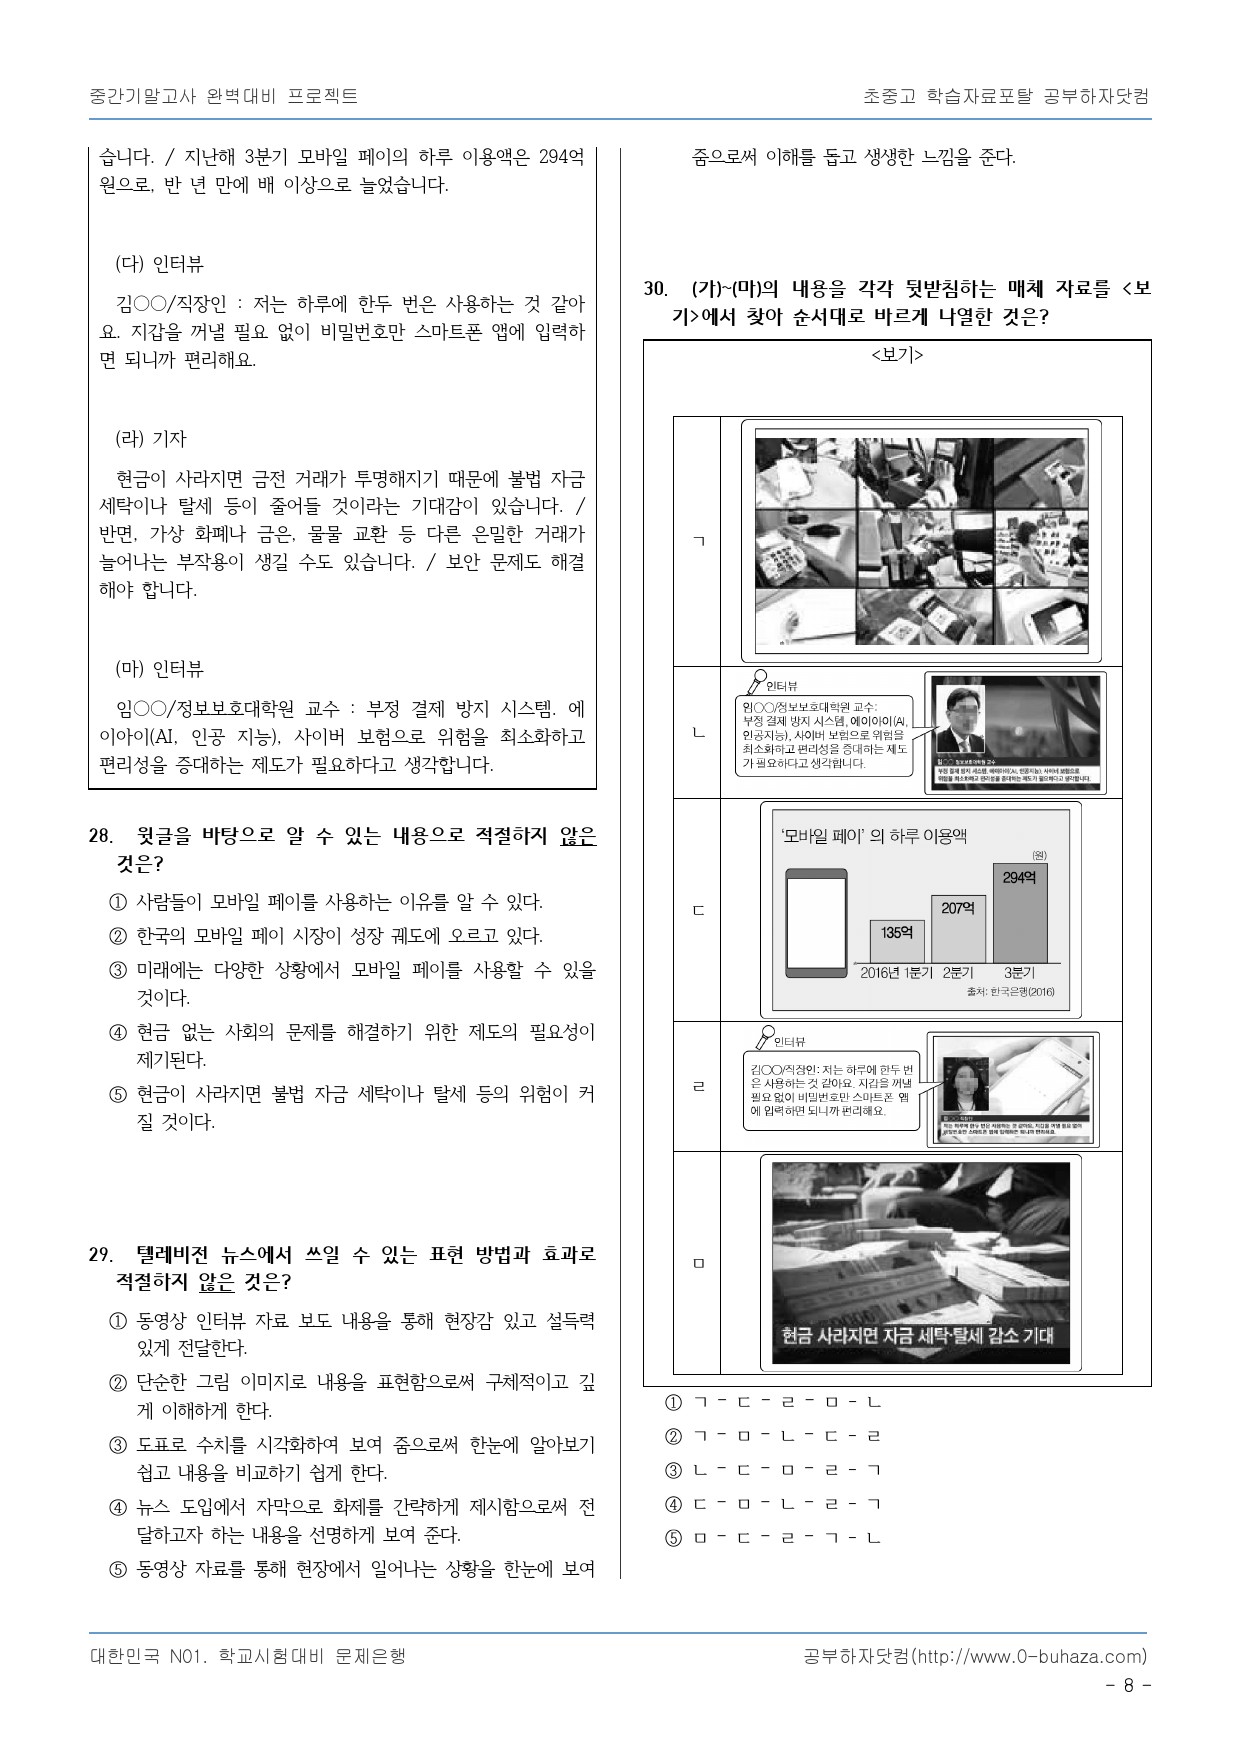 중간기말고사 완벽대비 프로젝트
초중고 학습자료포탈 공부하자닷컴
습니다. / 지난해 3분기 모바일 페이의 하루 이용액은 294억
원으로, 반 년 만에 배 이상으로 늘었습니다.
(다) 인터뷰
김○○/직장인 : 저는 하루에 한두 번은 사용하는 것 같아
요. 지갑을 꺼낼 필요 없이 비밀번호만 스마트폰 앱에 입력하
면 되니까 편리해요.
(라) 기자
현금이 사라지면 금전 거래가 투명해지기 때문에 불법 자금
세탁이나 탈세 등이 줄어들 것이라는 기대감이 있습니다. /
반면, 가상 화폐나 금은, 물물 교환 등 다른 은밀한 거래가
늘어나는 부작용이 생길 수도 있습니다. / 보안 문제도 해결
해야 합니다.
(마) 인터뷰
임○○/정보보호대학원 교수 : 부정 결제 방지 시스템. 에
이아이(AI, 인공 지능), 사이버 보험으로 위험을 최소화하고
편리성을 증대하는 제도가 필요하다고 생각합니다.
28. 윗글을 바탕으로 알 수 있는 내용으로 적절하지 않은
것은?
① 사람들이 모바일 페이를 사용하는 이유를 알 수 있다.
② 한국의 모바일 페이 시장이 성장 궤도에 오르고 있다.
③ 미래에는 다양한 상황에서 모바일 페이를 사용할 수 있을
것이다.
④ 현금 없는 사회의 문제를 해결하기 위한 제도의 필요성이
제기된다.
⑤ 현금이 사라지면 불법 자금 세탁이나 탈세 등의 위험이 커
질 것이다.
29. 텔레비전 뉴스에서 쓰일 수 있는 표현 방법과 효과로
적절하지 않은 것은?
① 동영상 인터뷰 자료 보도 내용을 통해 현장감 있고 설득력
있게 전달한다.
② 단순한 그림 이미지로 내용을 표현함으로써 구체적이고 깊
게 이해하게 한다.
③ 도표로 수치를 시각화하여 보여 줌으로써 한눈에 알아보기
쉽고 내용을 비교하기 쉽게 한다.
④ 뉴스 도입에서 자막으로 화제를 간략하게 제시함으로써 전
달하고자 하는 내용을 선명하게 보여 준다.
⑤ 동영상 자료를 통해 현장에서 일어나는 상황을 한눈에 보여
줌으로써 이해를 돕고 생생한 느낌을 준다.
30. (가)~(마)의 내용을 각각 뒷받침하는 매체 자료를 <보
기>에서 찾아 순서대로 바르게 나열한 것은?
<보기>
ㄱ
ㄴ
인터뷰
임○○/정보보호대학원 교수:
부정 결제 방지 시스템, 에이아이(AI,
인공지능), 사이버 보험으로 위험을
최소화하고 편리성을 증대하는 제도
가 필요하다고 생각합니다.
임○○ 정보보호대학원 교수
부정 결제 방지 시스템, 에이아이(AI, 인공지능), 사이버 보험으로
위험을 최소화하고 편리성을 증대하는 제도가 필요하다고 생각합니다.
ㄷ
'모바일 페이' 의 하루 이용액
(원)
294억
207억
135억
2016년 1분기 2분기 3분기
출처: 한국은행(2016)
ㄹ
인터뷰
김○○/직장인: 저는 하루에 한두 번
은 사용하는 것 같아요. 지갑을 꺼낼
필요 없이 비밀번호만 스마트폰 앱
에 입력하면 되니까 편리해요.
김○○ 직장인
저는 하루에 한두 번은 사용하는 것 같아요. 지갑을 꺼낼 필요 없이
비밀번호만 스마트폰 앱에 입력하면 되니까 편리해요.
ㅁ
현금 사라지면 자금 세탁·탈세 감소 기대
① ㄱ - ㄷ - ㄹ - ㅁ - ㄴ
② ㄱ - ㅁ - ㄴ - ㄷ - ㄹ
③ ㄴ - ㄷ - ㅁ - ㄹ - ㄱ
④ ㄷ - ㅁ - ㄴ - ㄹ - ㄱ
⑤ ㅁ - ㄷ - ㄹ - ㄱ - ㄴ
대한민국 N01. 학교시험대비 문제은행
공부하자닷컴(http://www.0-buhaza.com)
- 8 -